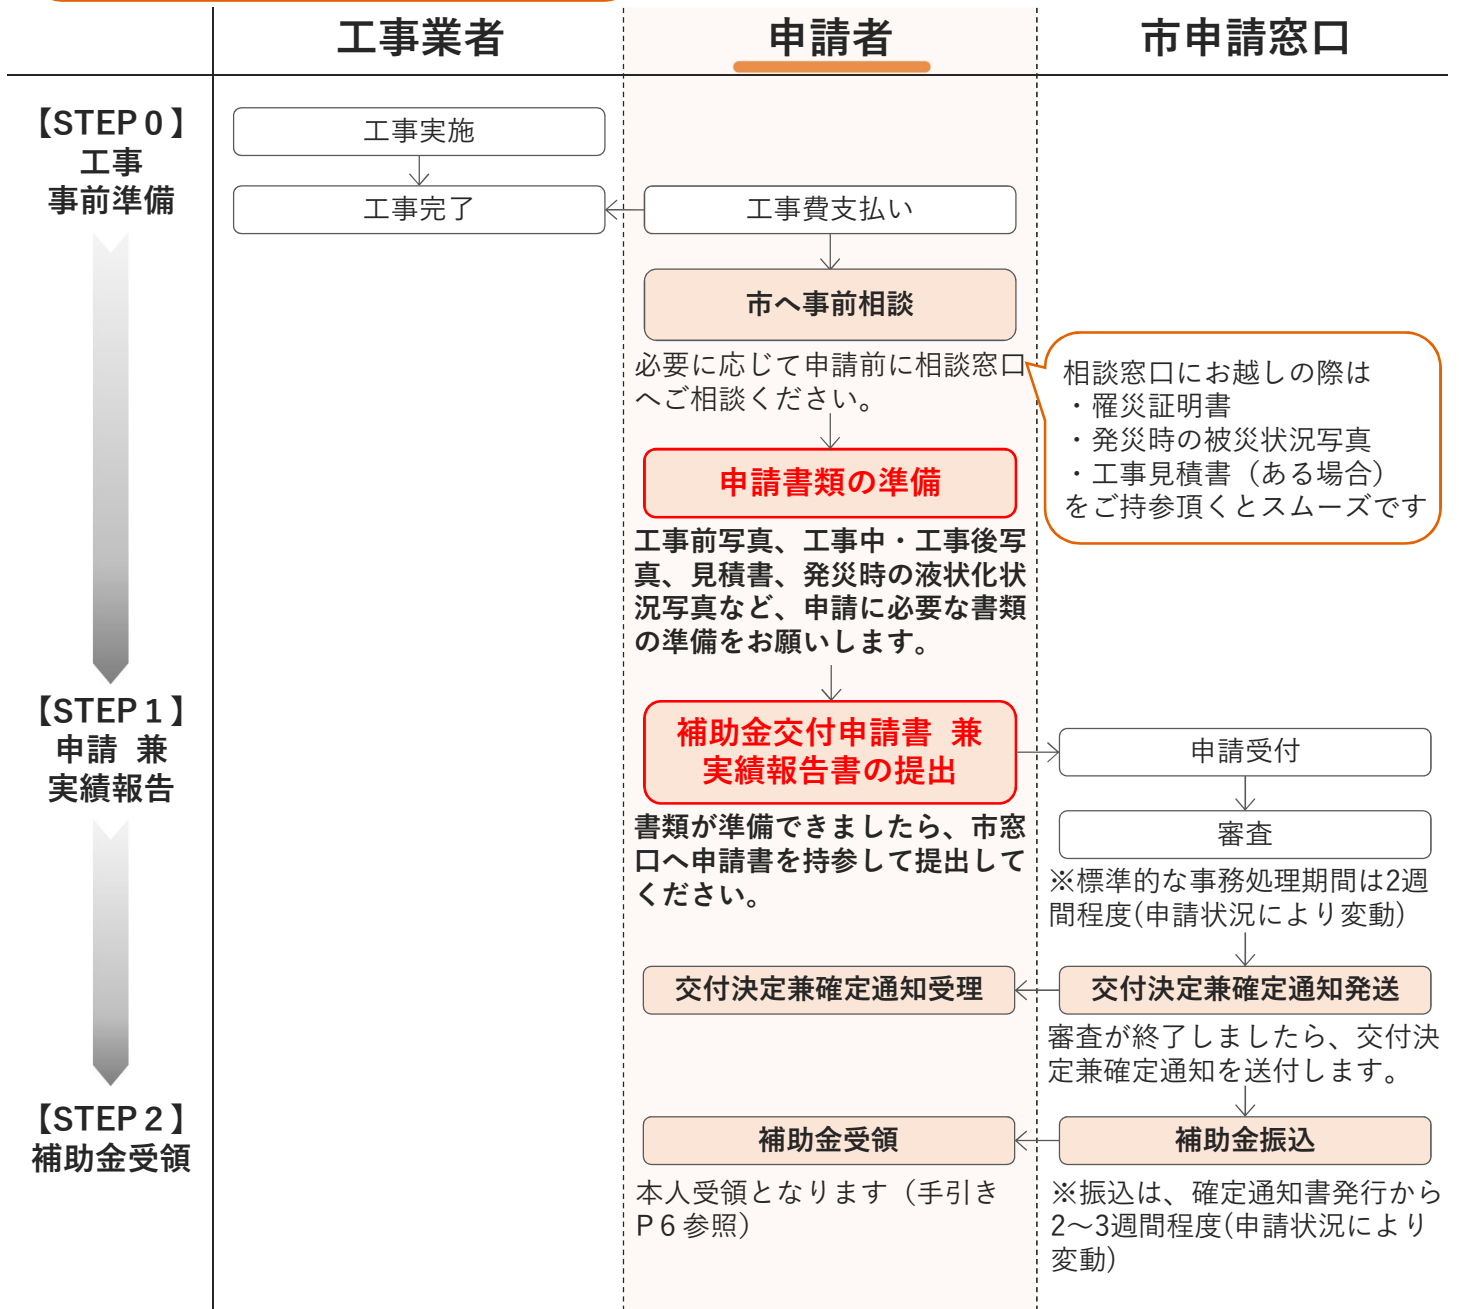 工事業者
申請者
市申請窓口
【STEP０】
工事
事前準備
工事実施
工事完了
工事費支払い
市へ事前相談
必要に応じて申請前に相談窓口
へご相談ください。
相談窓口にお越しの際は
・罹災証明書
・発災時の被災状況写真
・工事見積書（ある場合）
をご持参頂くとスムーズです
申請書類の準備
工事前写真、工事中・工事後写
真、見積書、発災時の液状化状
況写真など、申請に必要な書類
の準備をお願いします。
【STEP１】
申請 兼
実績報告
補助金交付申請書 兼
実績報告書の提出
書類が準備できましたら、市窓
口へ申請書を持参して提出して
ください。
申請受付
審査
※標準的な事務処理期間は2週
間程度(申請状況により変動)
交付決定兼確定通知受理
交付決定兼確定通知発送
審査が終了しましたら、交付決
定兼確定通知を送付します。
【STEP２】
補助金受領
補助金受領
補助金振込
本人受領となります（手引き
P６参照）
※振込は、確定通知書発行から
2～3週間程度(申請状況により
変動)